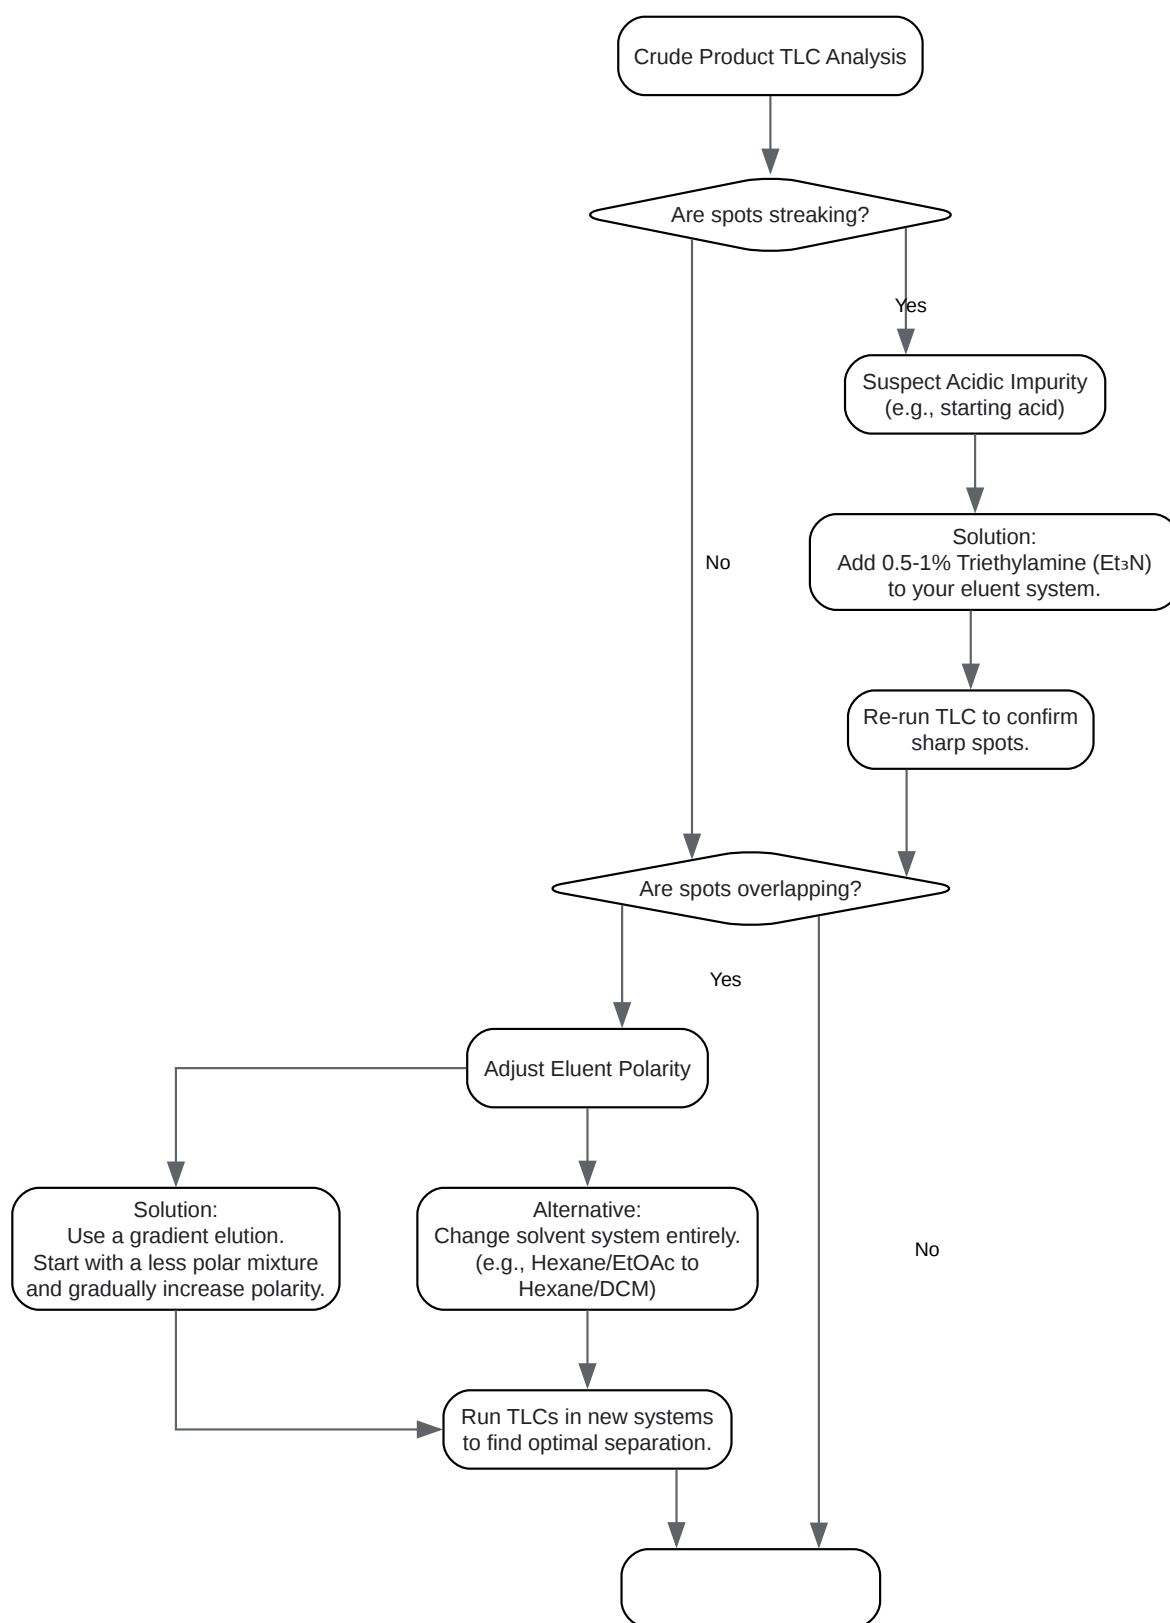 Crude Product TLC Analysis
Are spots streaking?
Yes
Suspect Acidic Impurity
(e.g., starting acid)
Solution:
Add 0.5-1% Triethylamine (Et₃N)
to your eluent system.
No
Re-run TLC to confirm
sharp spots.
Are spots overlapping?
Yes
Adjust Eluent Polarity
Solution:
Use a gradient elution.
Start with a less polar mixture
and gradually increase polarity.
Alternative:
Change solvent system entirely.
(e.g., Hexane/EtOAc to
Hexane/DCM)
No
Run TLCs in new systems
to find optimal separation.